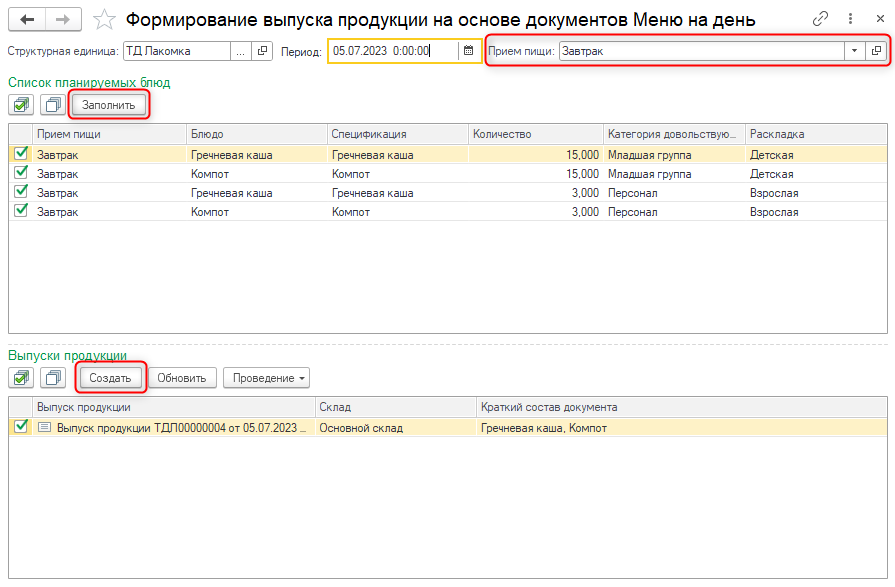 Формирование выпуска продукции на основе документов Меню на день
Структурная единица: ТД Лакомка ... Период: 05.07.2023 0:00:00 Прием пищи: Завтрак
Список планируемых блюд
Заполнить
Прием пищи Блюдо Спецификация Количество Категория довольствую... Раскладка
Завтрак Гречневая каша Гречневая каша 15,000 Младшая группа Детская
Завтрак Компот Компот 15,000 Младшая группа Детская
Завтрак Гречневая каша Гречневая каша 3,000 Персонал Взрослая
Завтрак Компот Компот 3,000 Персонал Взрослая
Выпуски продукции
Создать Обновить Проведение
Выпуск продукции Склад Краткий состав документа
Выпуск продукции ТДЛ00000004 от 05.07.2023 ... Основной склад Гречневая каша, Компот